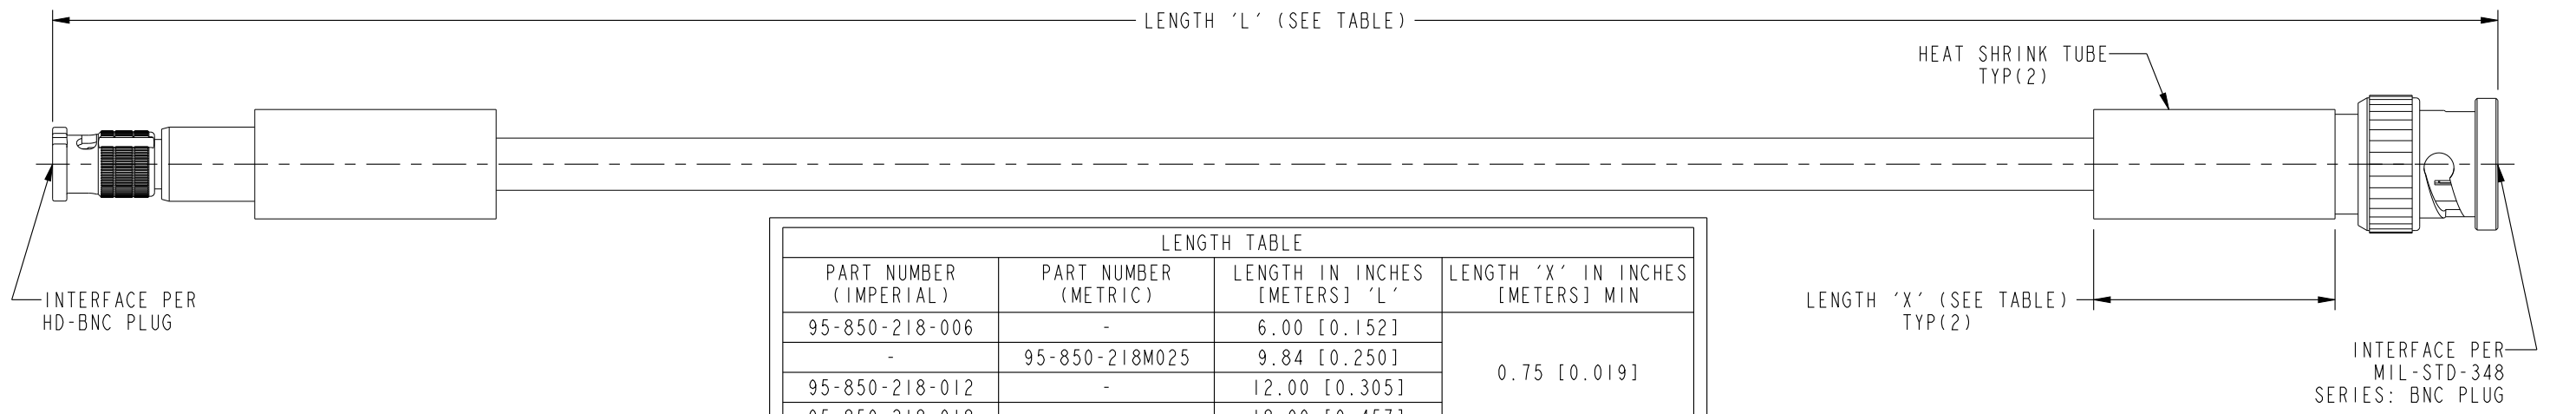 LENGTH 'L' (SEE TABLE)
HEAT SHRINK TUBE
TYP(2)
INTERFACE PER
HD-BNC PLUG
LENGTH 'X' (SEE TABLE)
TYP(2)
INTERFACE PER
MIL-STD-348
SERIES: BNC PLUG
LENGTH TABLE
PART NUMBER (IMPERIAL) PART NUMBER (METRIC) LENGTH IN INCHES [METERS] 'L' LENGTH 'X' IN INCHES [METERS] MIN
95-850-218-006 - 6.00 [0.152]
- 95-850-218M025 9.84 [0.250]
0.75 [0.019]
95-850-218-012 - 12.00 [0.305]